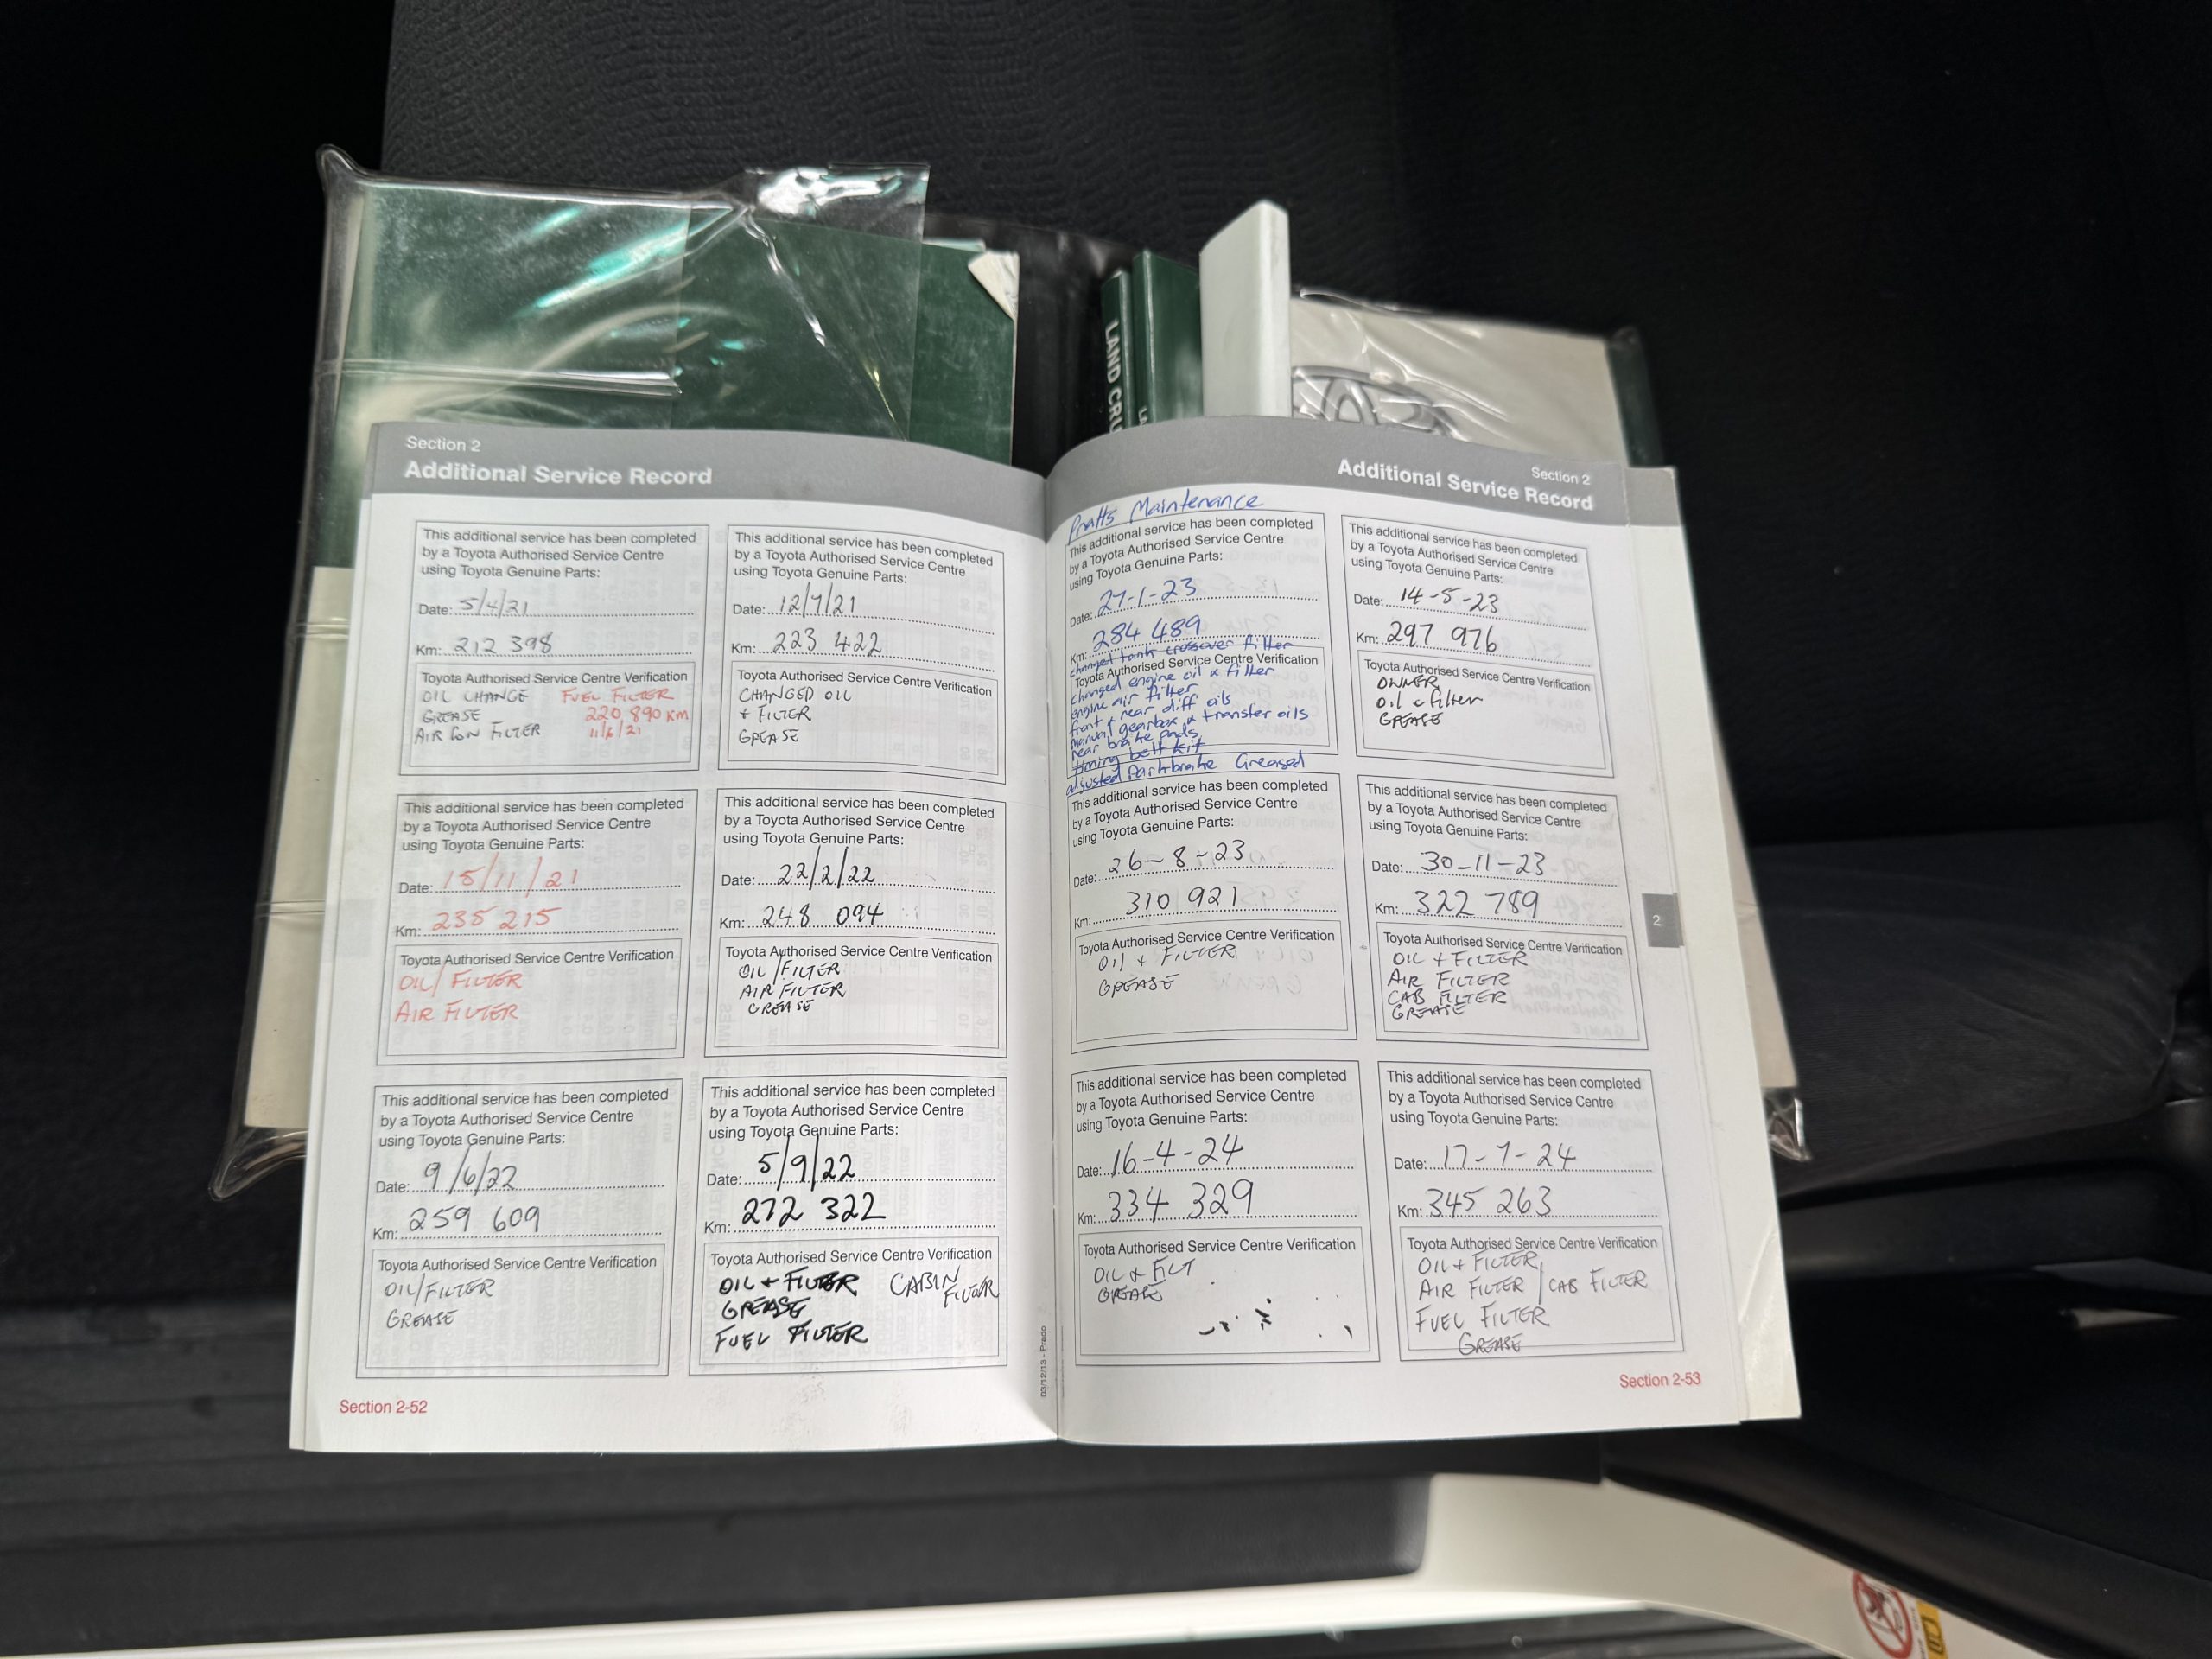 LAND CRU
LA
Section 2
Additional Service Record
This additional service has been completed
by a Toyota Authorised Service Centre
using Toyota Genuine Parts:
Date: 5/4/21
Km: 212 398
Toyota Authorised Service Centre Verification
OIL CHANGE FUEL FILTER
GREASE 220,890 KM
AIR CON FILTER 11/6/21
This additional service has been completed
by a Toyota Authorised Service Centre
using Toyota Genuine Parts:
Date: 12/7/21
Km: 223 422
Toyota Authorised Service Centre Verification
CHANGED OIL
+ FILTER
GREASE
This additional service has been completed
by a Toyota Authorised Service Centre
using Toyota Genuine Parts:
Date: 15/11/21
Km: 235 215
Toyota Authorised Service Centre Verification
OIL/FILTER
AIR FILTER
This additional service has been completed
by a Toyota Authorised Service Centre
using Toyota Genuine Parts:
Date: 22/2/22
Km: 248 094
Toyota Authorised Service Centre Verification
OIL/FILTER
AIR FILTER
GREASE
This additional service has been completed
by a Toyota Authorised Service Centre
using Toyota Genuine Parts:
Date: 9/6/22
Km: 259 609
Toyota Authorised Service Centre Verification
OIL/FILTER
GREASE
This additional service has been completed
by a Toyota Authorised Service Centre
using Toyota Genuine Parts:
Date: 5/9/22
Km: 272 322
Toyota Authorised Service Centre Verification
OIL + FILTER CABIN
GREASE FILTER
FUEL FILTER
Section 2-52
03/12/13 - Prado
Section 2
Additional Service Record
Pratts Maintenance
This additional service has been completed
by a Toyota Authorised Service Centre
using Toyota Genuine Parts:
Date: 27-1-23
Km: 284 489
changed tank crossover filter
Toyota Authorised Service Centre Verification
changed engine oil & filter
engine air filter
front & rear diff oils
manual gearbox & transfer oils
rear brake pads
timing belt kit
adjusted Parkbrake Greased
This additional service has been completed
by a Toyota Authorised Service Centre
using Toyota Genuine Parts:
Date: 14-5-23
Km: 297 976
Toyota Authorised Service Centre Verification
OWNER
Oil & filter
GREASE
This additional service has been completed
by a Toyota Authorised Service Centre
using Toyota Genuine Parts:
Date: 26-8-23
Km: 310 921
Toyota Authorised Service Centre Verification
OIL + FILTER
GREASE
This additional service has been completed
by a Toyota Authorised Service Centre
using Toyota Genuine Parts:
Date: 30-11-23
Km: 322 789
Toyota Authorised Service Centre Verification
OIL + FILTER
AIR FILTER
CAB FILTER
GREASE
2
This additional service has been completed
by a Toyota Authorised Service Centre
using Toyota Genuine Parts:
Date: 16-4-24
Km: 334 329
Toyota Authorised Service Centre Verification
OIL & FILT
GREASE
This additional service has been completed
by a Toyota Authorised Service Centre
using Toyota Genuine Parts:
Date: 17-7-24
Km: 345 263
Toyota Authorised Service Centre Verification
OIL + FILTER
AIR FILTER / CAB FILTER
FUEL FILTER
GREASE
Section 2-53